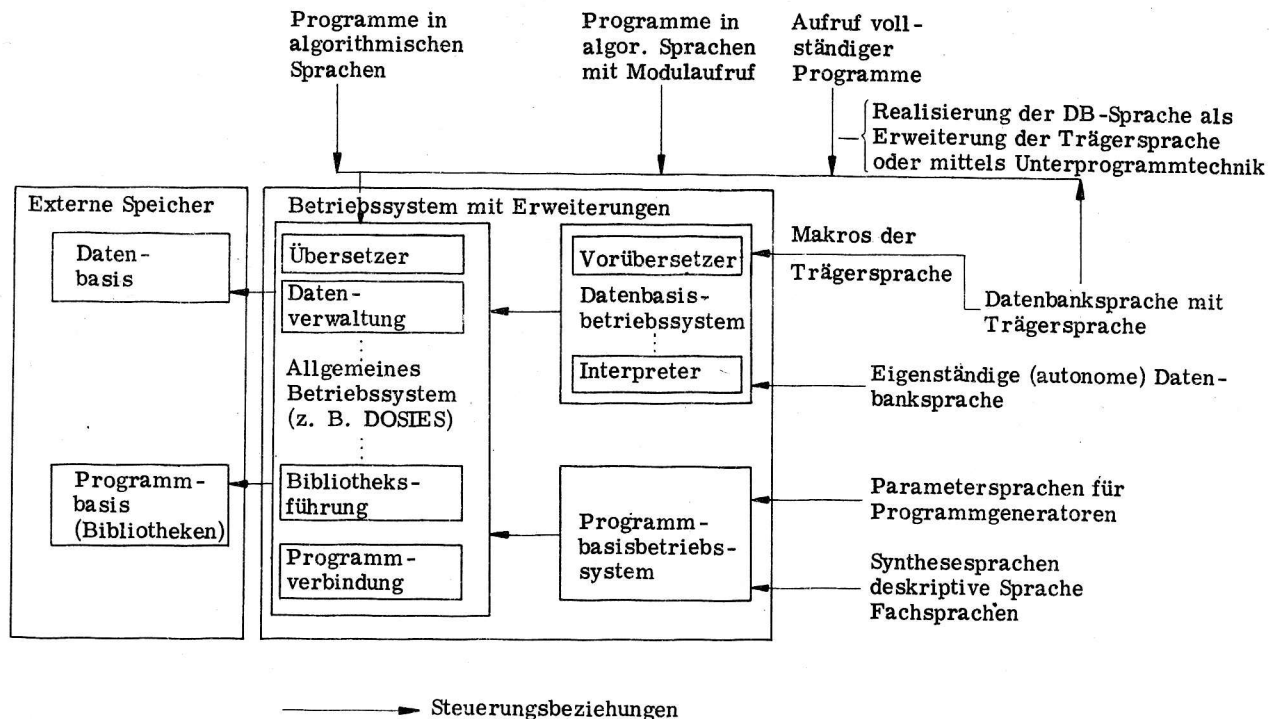 Programme in
algorithmischen
Sprachen
Programme in
algor. Sprachen
mit Modulaufruf
Aufruf voll-
ständiger
Programme
Realisierung der DB-Sprache als
Erweiterung der Trägersprache
oder mittels Unterprogrammtechnik
Externe Speicher
Daten-
basis
Programm-
basis
(Bibliotheken)
Betriebssystem mit Erweiterungen
Übersetzer
Daten-
verwaltung
Allgemeines
Betriebssystem
(z. B. DOSIES)
Bibliotheks-
führung
Programm-
verbindung
Vorübersetzer
Datenbasis-
betriebssystem
Interpreter
Programm-
basisbetriebs-
system
Makros der
Trägersprache
Datenbanksprache mit
Trägersprache
Eigenständige (autonome) Daten-
banksprache
Parametersprachen für
Programmgeneratoren
Synthesesprachen
deskriptive Sprache
Fachsprachen
Steuerungsbeziehungen